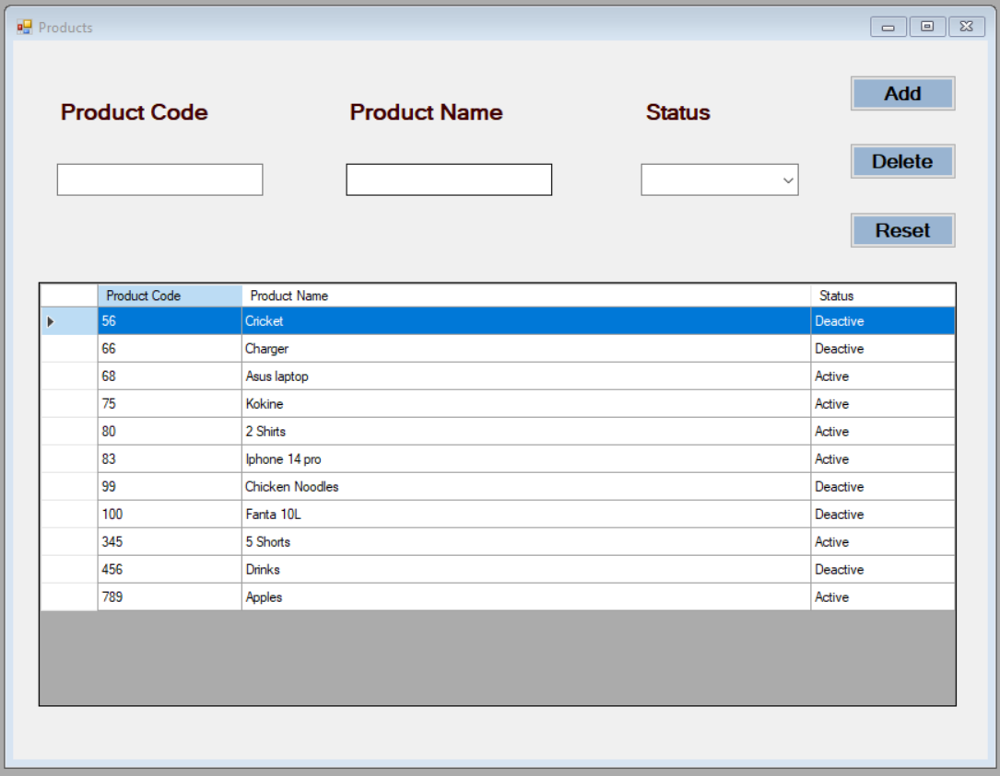 Products
Product Code Product Name Status Add
Delete
Reset
Product Code Product Name Status
56 Cricket Deactive
66 Charger Deactive
68 Asus laptop Active
75 Kokine Active
80 2 Shirts Active
83 Iphone 14 pro Active
99 Chicken Noodles Deactive
100 Fanta 10L Deactive
345 5 Shorts Active
456 Drinks Deactive
789 Apples Active